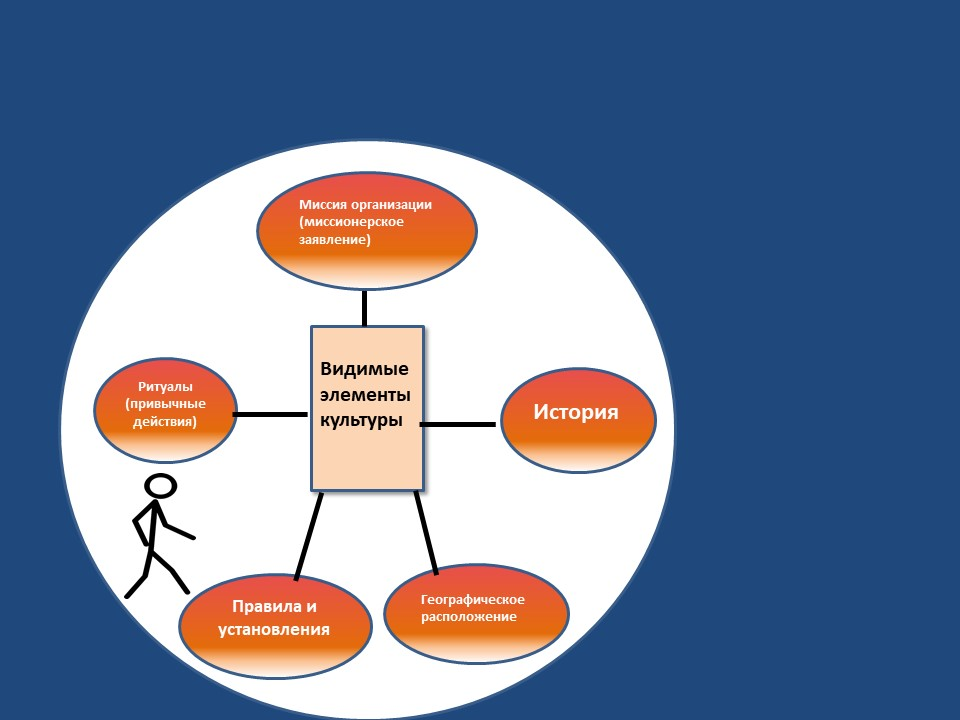 Миссия организации
(миссионерское
заявление)
Видимые
элементы
культуры
Ритуалы
(привычные
действия)
История
Правила и
установления
Географическое
расположение